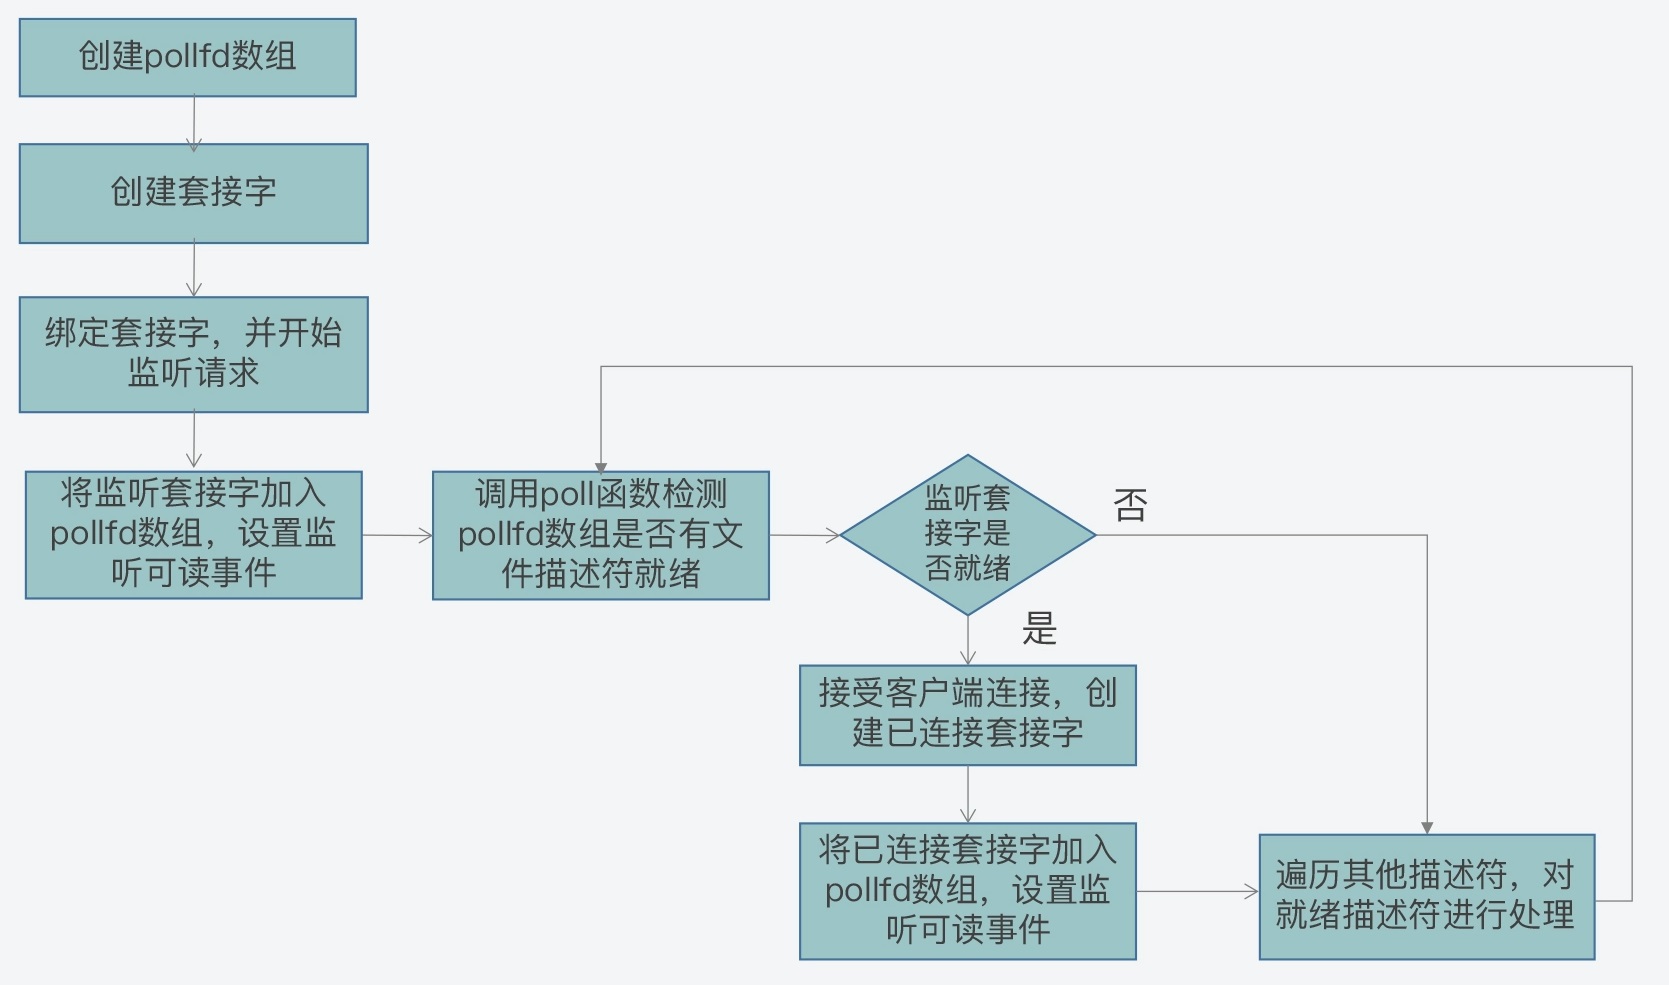 创建pollfd数组
创建套接字
绑定套接字，并开始
监听请求
将监听套接字加入
pollfd数组，设置监
听可读事件
调用poll函数检测
pollfd数组是否有文
件描述符就绪
监听套
接字是
否就绪
否
是
接受客户端连接，创
建已连接套接字
将已连接套接字加入
pollfd数组，设置监
听可读事件
遍历其他描述符，对
就绪描述符进行处理